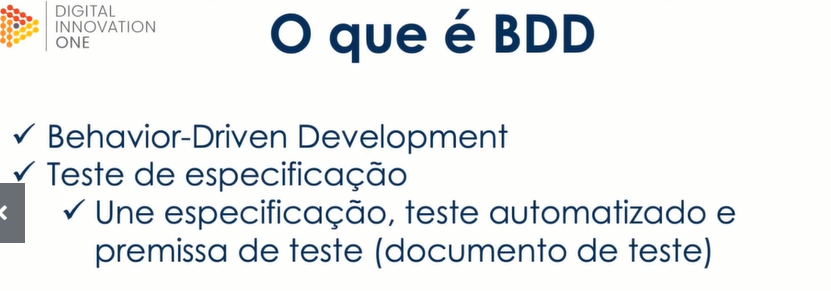 DIGITAL
INNOVATION
ONE
O que é BDD
✓ Behavior-Driven Development
✓ Teste de especificação
✓ Une especificação, teste automatizado e
premissa de teste (documento de teste)